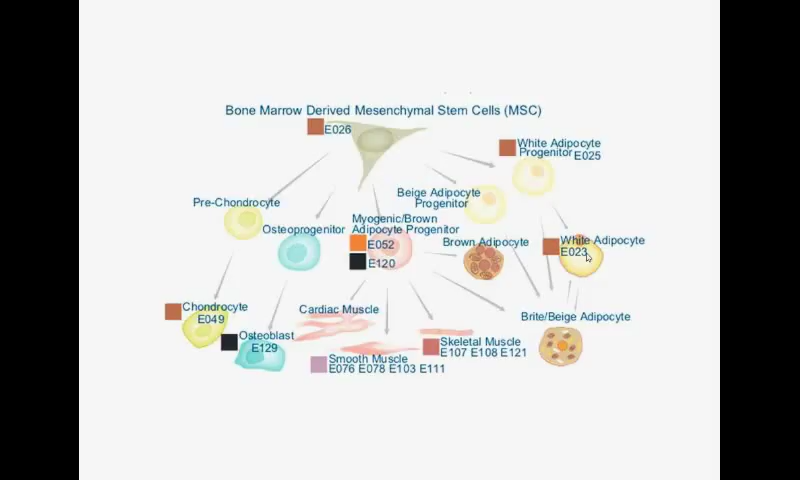 Bone Marrow Derived Mesenchymal Stem Cells (MSC)
E026
White Adipocyte
Progenitor E025
Beige Adipocyte
Progenitor
Pre-Chondrocyte
Myogenic/Brown
Adipocyte Progenitor
Osteoprogenitor
E052
E120
Brown Adipocyte
White Adipocyte
E023
Chondrocyte
E049
Cardiac Muscle
Brite/Beige Adipocyte
Osteoblast
E129
Skeletal Muscle
E107 E108 E121
Smooth Muscle
E076 E078 E103 E111